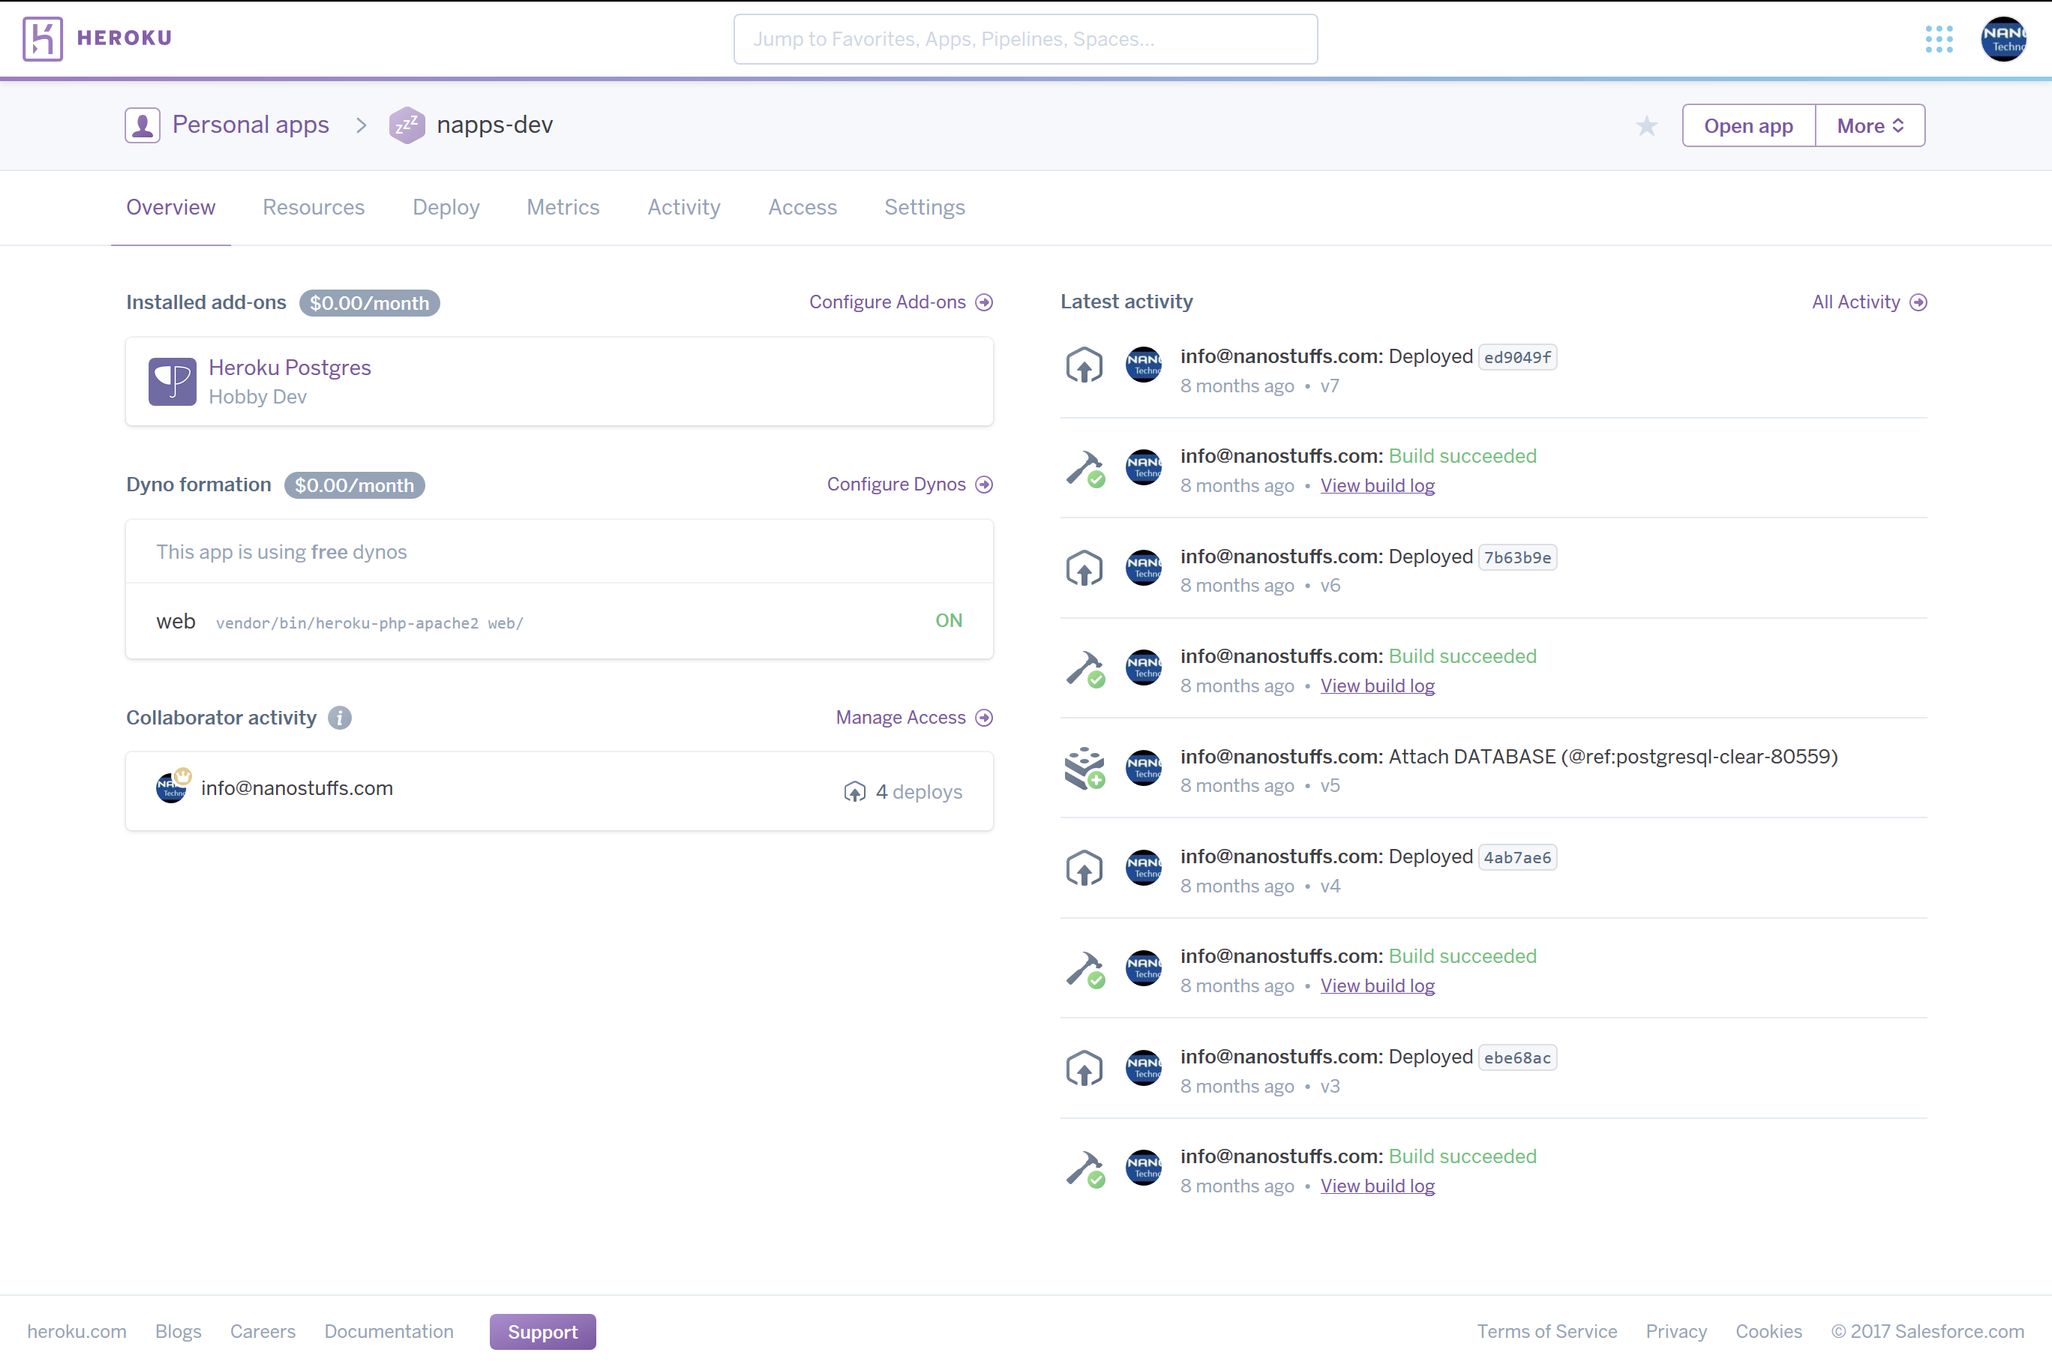 HEROKU
Jump to Favorites, Apps, Pipelines, Spaces...
Personal apps
napps-dev
Open app
More
Overview
Resources
Deploy
Metrics
Activity
Access
Settings
Installed add-ons
$0.00/month
Configure Add-ons
Heroku Postgres
Hobby Dev
Dyno formation
$0.00/month
Configure Dynos
This app is using free dynos
web vendor/bin/heroku-php-apache2 web/
ON
Collaborator activity
Manage Access
info@nanostuffs.com
4 deploys
Latest activity
All Activity
info@nanostuffs.com: Deployed ed9049f
8 months ago • v7
info@nanostuffs.com: Build succeeded
8 months ago • View build log
info@nanostuffs.com: Deployed 7b63b9e
8 months ago • v6
info@nanostuffs.com: Build succeeded
8 months ago • View build log
info@nanostuffs.com: Attach DATABASE (@ref:postgresql-clear-80559)
8 months ago • v5
info@nanostuffs.com: Deployed 4ab7ae6
8 months ago • v4
info@nanostuffs.com: Build succeeded
8 months ago • View build log
info@nanostuffs.com: Deployed ebe68ac
8 months ago • v3
info@nanostuffs.com: Build succeeded
8 months ago • View build log
heroku.com
Blogs
Careers
Documentation
Support
Terms of Service
Privacy
Cookies
© 2017 Salesforce.com